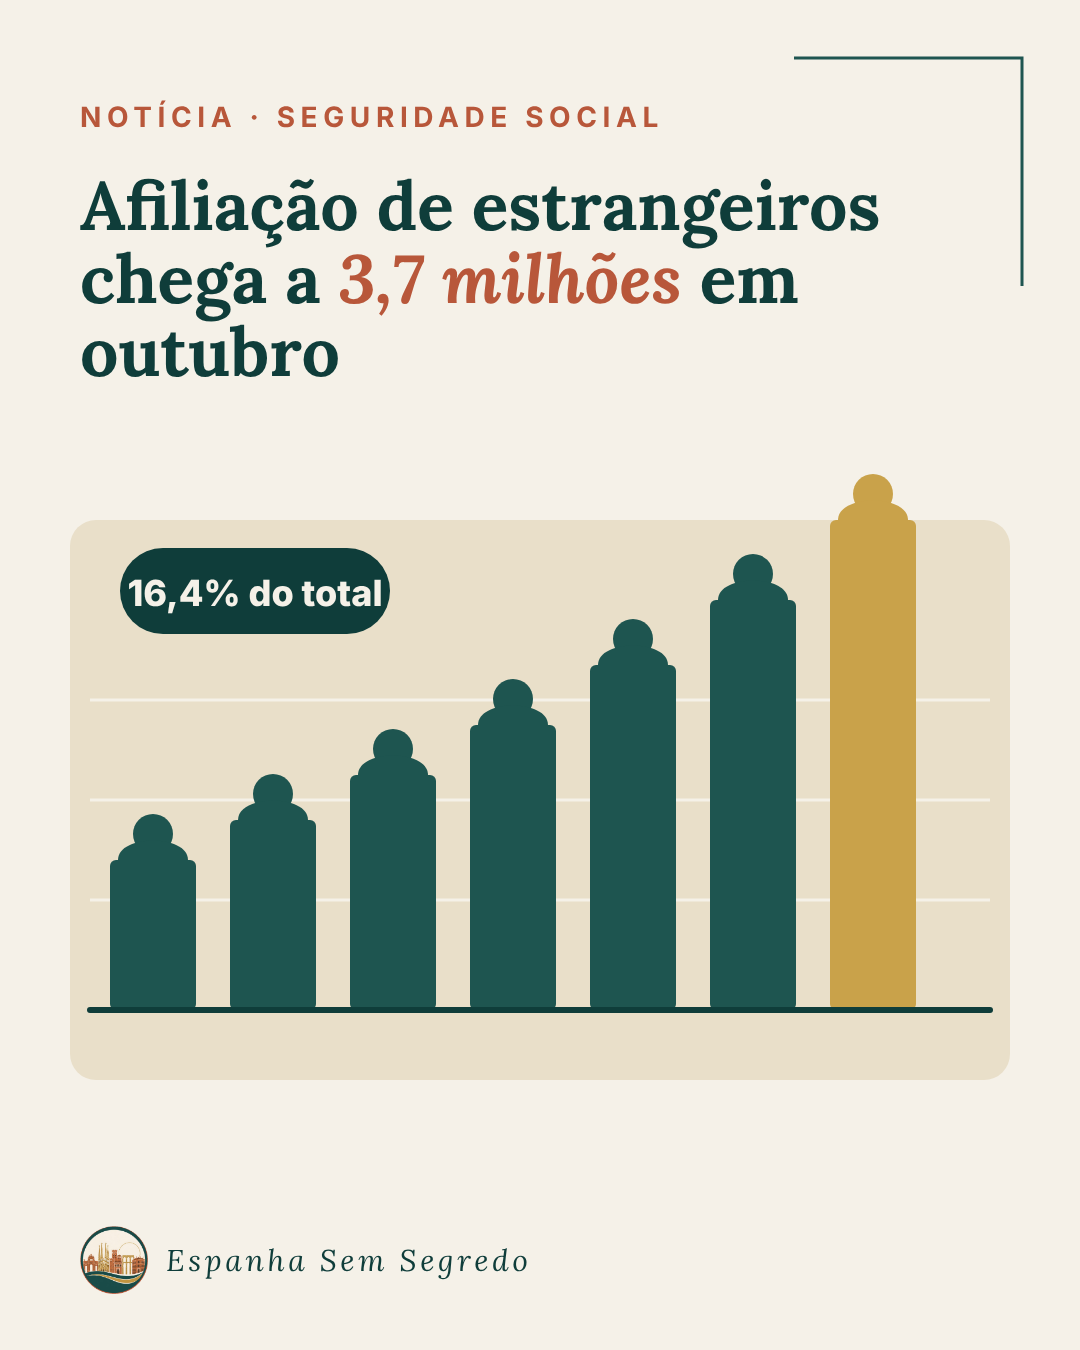 NOTÍCIA · SEGURIDADE SOCIAL
Afiliação de estrangeiros
chega a 3,7 milhões em
outubro
16,4% do total
Espanha Sem Segredo